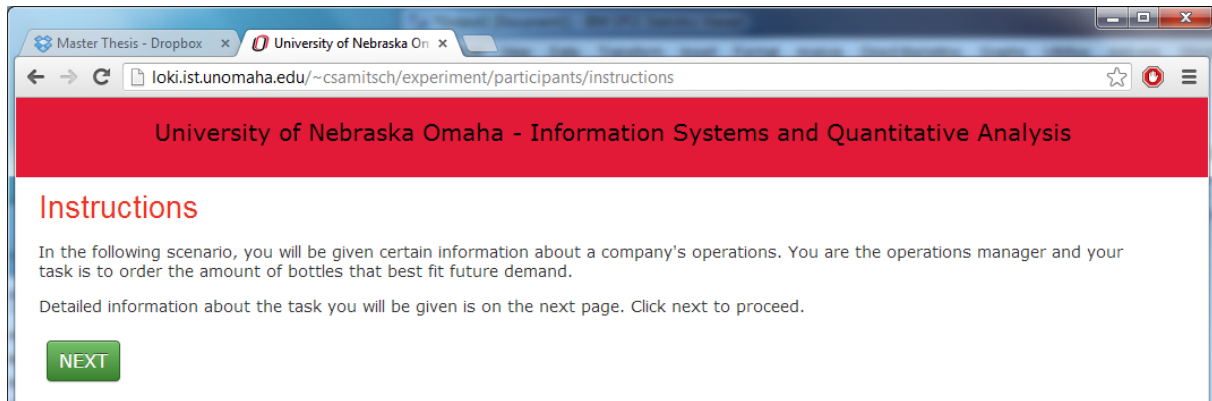 Master Thesis - Dropbox
University of Nebraska On
loki.ist.unomaha.edu/~csamitsch/experiment/participants/instructions
University of Nebraska Omaha - Information Systems and Quantitative Analysis
Instructions
In the following scenario, you will be given certain information about a company's operations. You are the operations manager and your
task is to order the amount of bottles that best fit future demand.
Detailed information about the task you will be given is on the next page. Click next to proceed.
NEXT